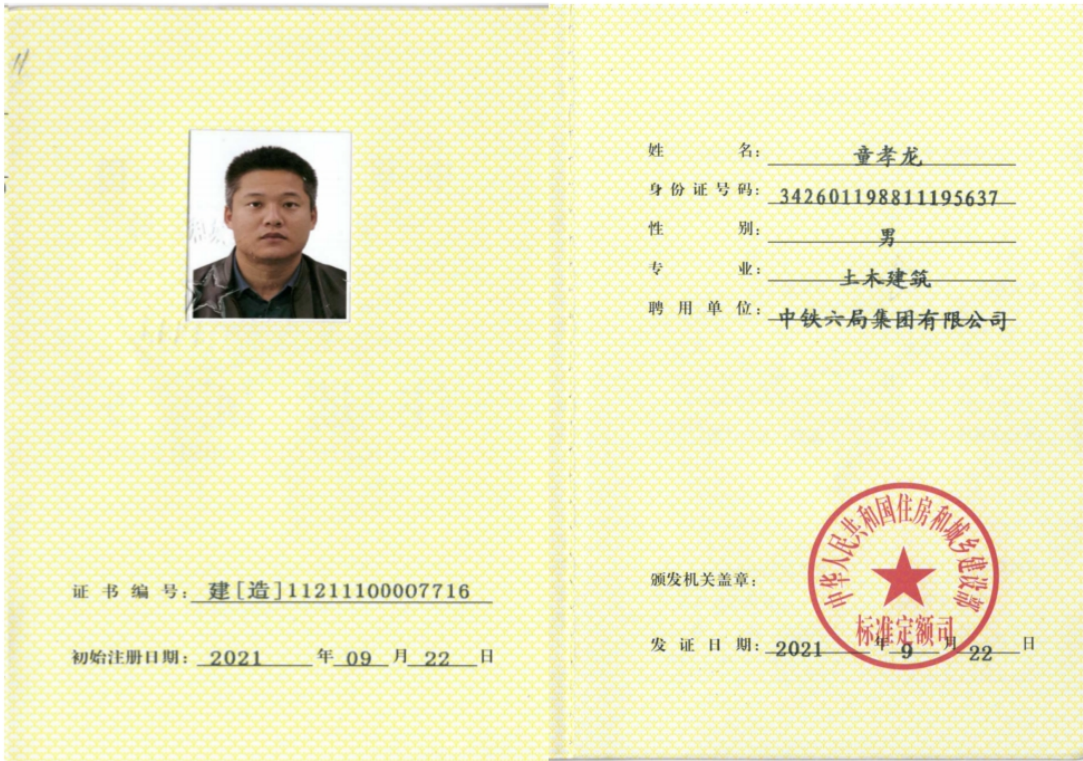 证书编号：建[造]11211100007716
初始注册日期：2021年09月22日
姓名：童孝龙
身份证号码：342601198811195637
性别：男
专业：土木建筑
聘用单位：中铁六局集团有限公司
中华人民共和国住房和城乡建设部
标准定额司
颁发机关盖章：
发证日期：2021年9月22日